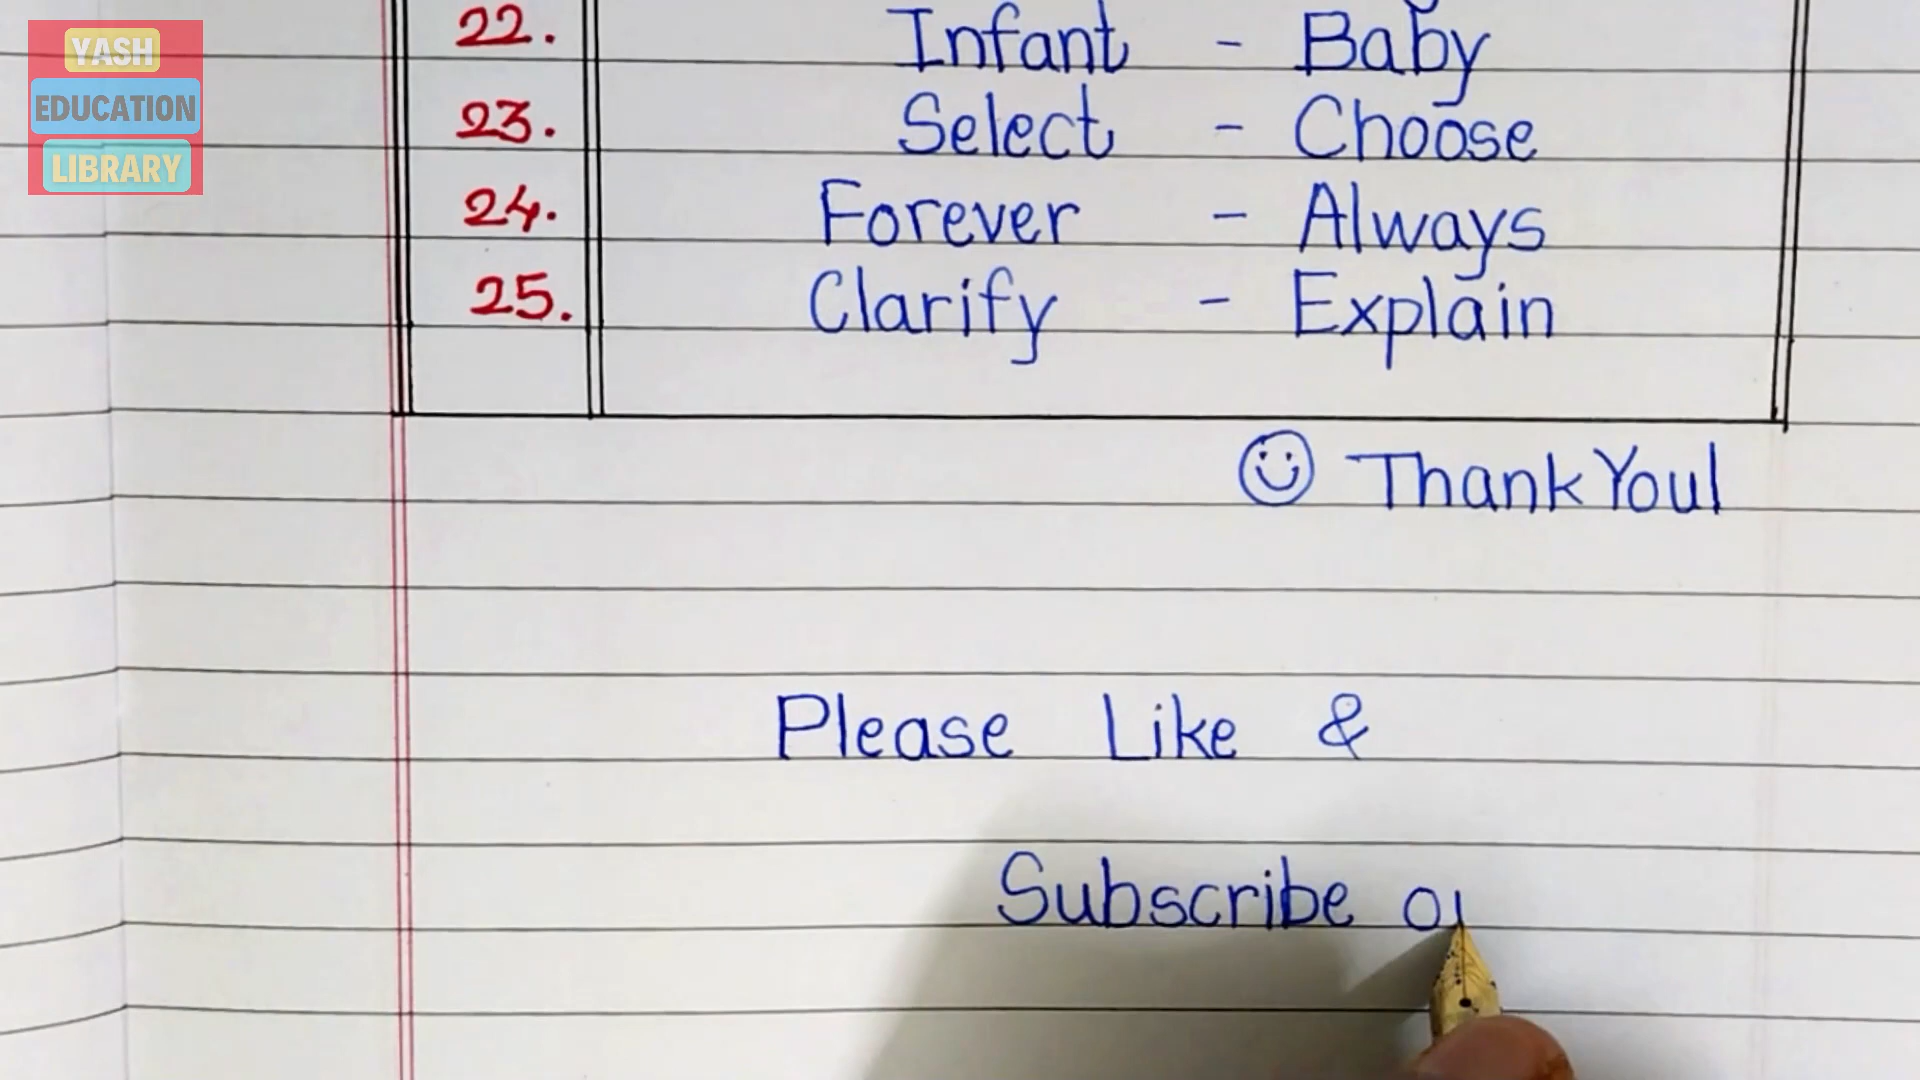 YASH
EDUCATION
LIBRARY
22. Infant - Baby
23. Select - Choose
24. Forever - Always
25. Clarify - Explain
Thank You!
Please Like &
Subscribe